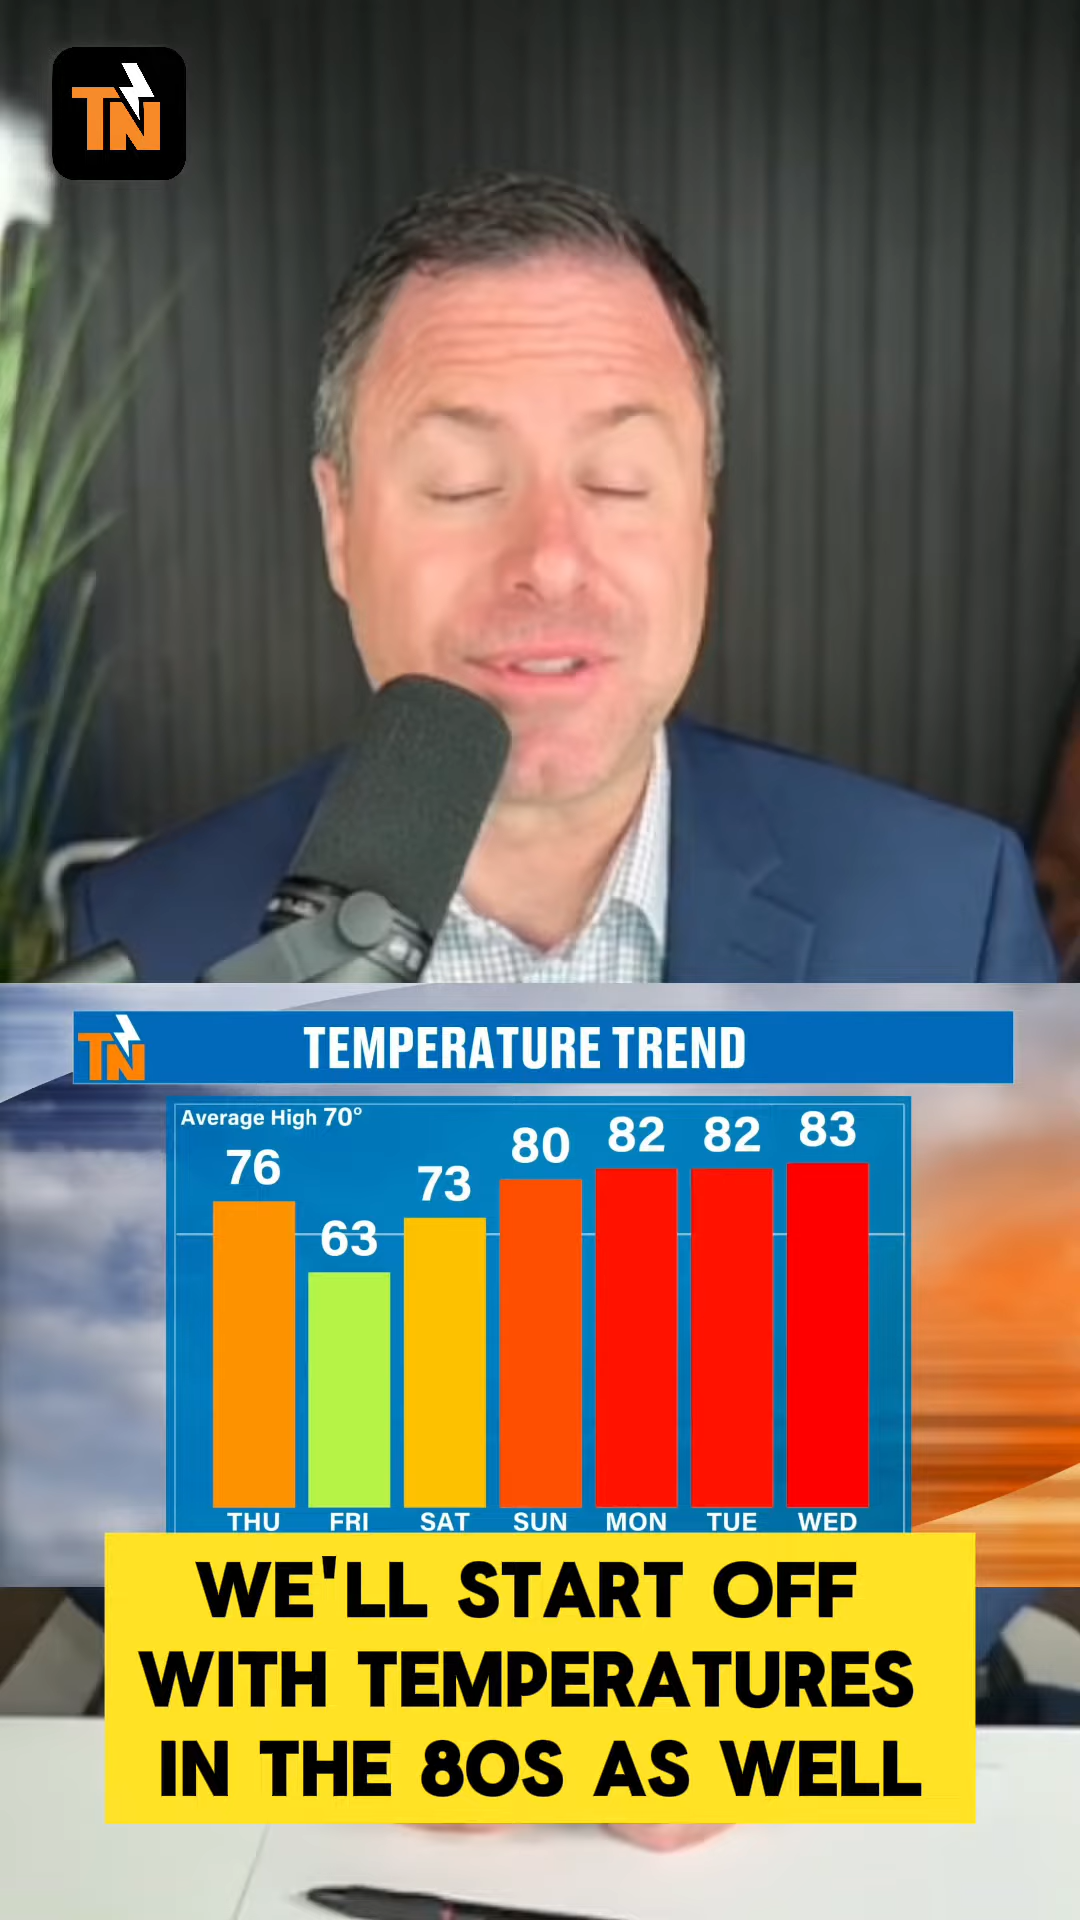 TN
TN
TEMPERATURE TREND
Average High 70°
76
63
73
80
82
82
83
THU FRI SAT SUN MON TUE WED
WE'LL START OFF
WITH TEMPERATURES
IN THE 80S AS WELL